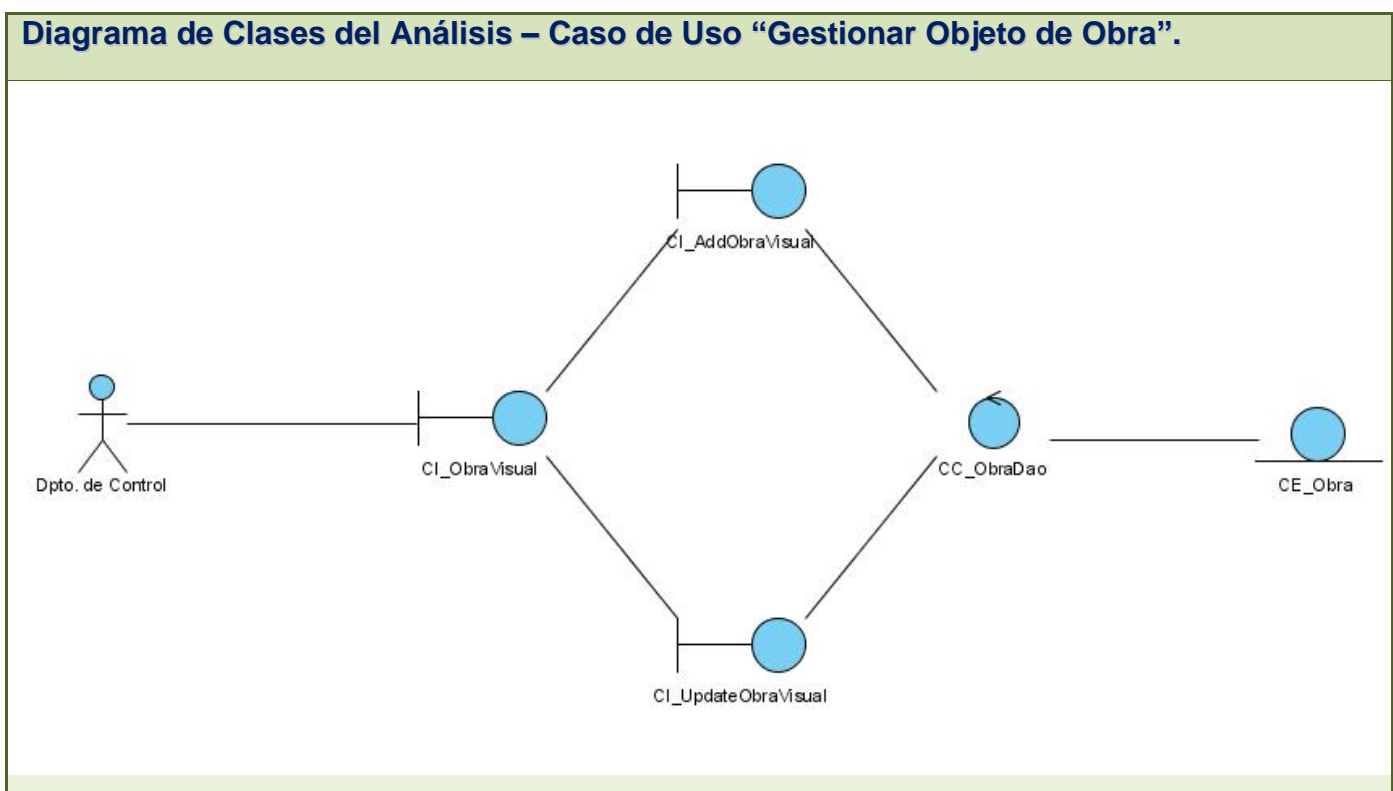 Diagrama de Clases del Análisis – Caso de Uso “Gestionar Objeto de Obra”.
CI_AddObraVisual
CI_ObraVisual
Dpto. de Control
CC_ObraDao
CE_Obra
CI_UpdateObraVisual